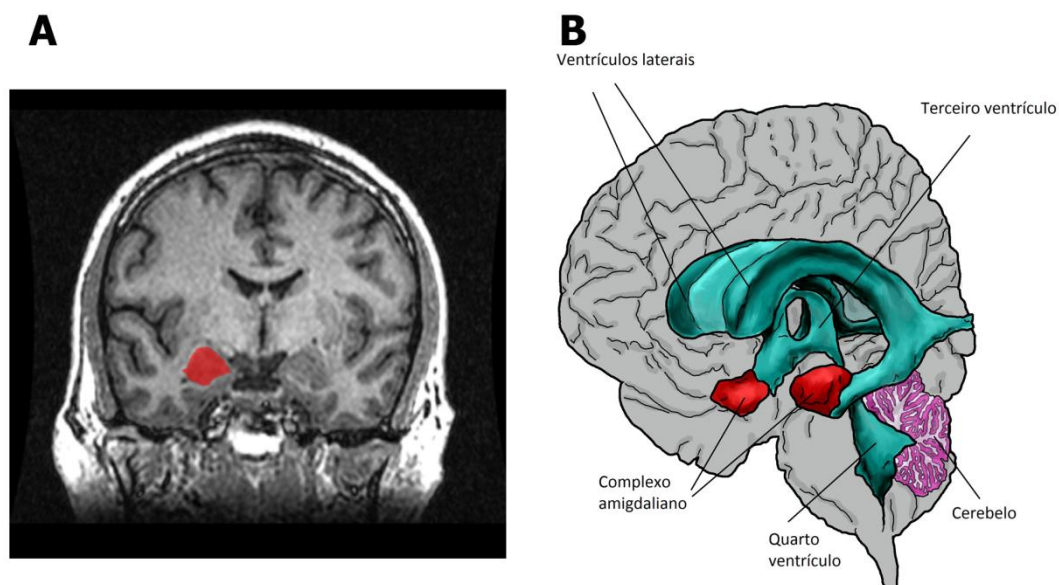 A
B
Ventrículos laterais
Terceiro ventrículo
Complexo
amigdaliano
Cerebelo
Quarto
ventrículo